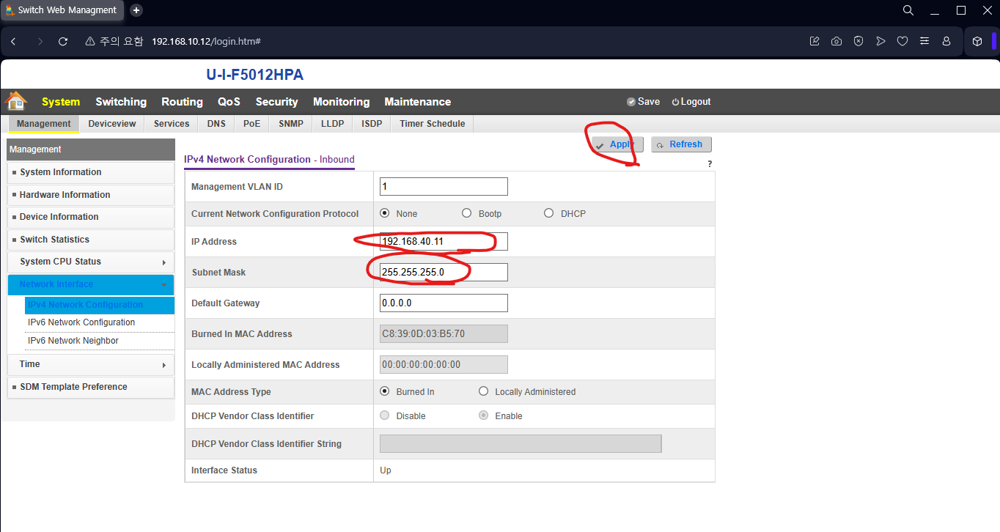 Switch Web Managment
주의 요함 192.168.10.12/login.htm#
U-I-F5012HPA
System Switching Routing QoS Security Monitoring Maintenance Save Logout
Management Deviceview Services DNS PoE SNMP LLDP ISDP Timer Schedule
Management
System Information
Hardware Information
Device Information
Switch Statistics
System CPU Status
Network Interface
IPv4 Network Configuration
IPv6 Network Configuration
IPv6 Network Neighbor
Time
SDM Template Preference
Apply Refresh
IPv4 Network Configuration - Inbound ?
Management VLAN ID 1
Current Network Configuration Protocol None Bootp DHCP
IP Address 192.168.40.11
Subnet Mask 255.255.255.0
Default Gateway 0.0.0.0
Burned In MAC Address C8:39:0D:03:B5:70
Locally Administered MAC Address 00:00:00:00:00:00
MAC Address Type Burned In Locally Administered
DHCP Vendor Class Identifier Disable Enable
DHCP Vendor Class Identifier String
Interface Status Up